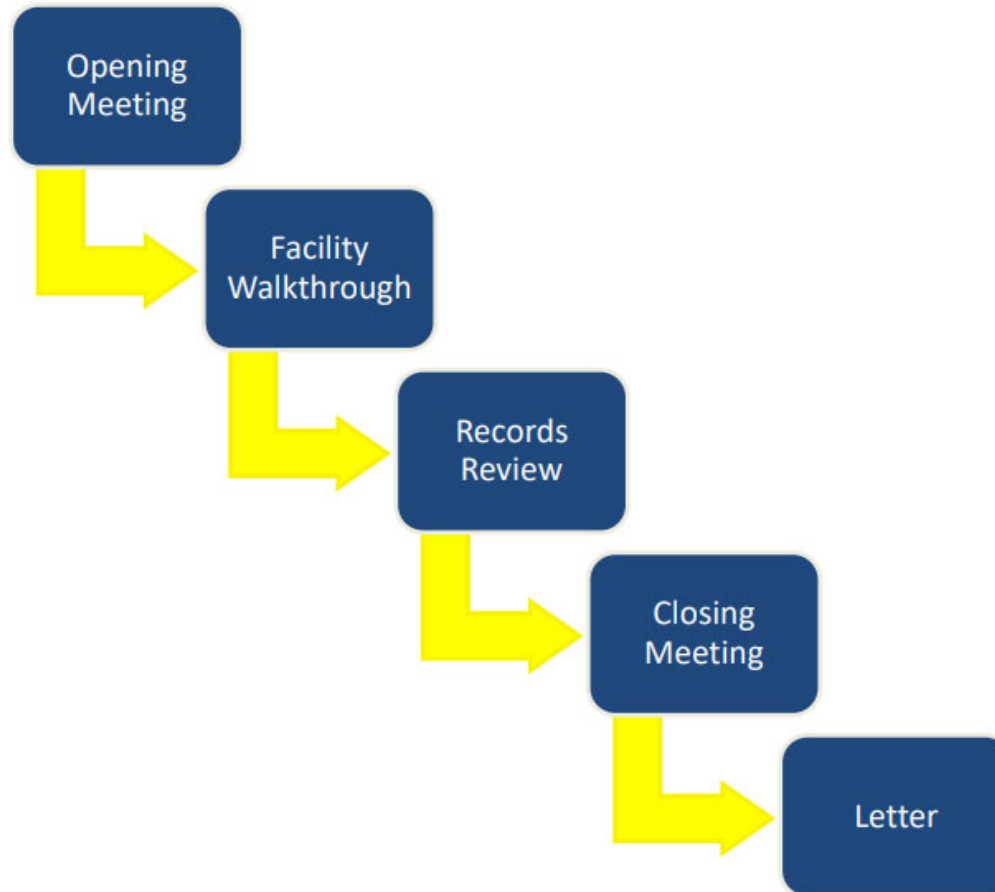 Opening
Meeting
Facility
Walkthrough
Records
Review
Closing
Meeting
Letter